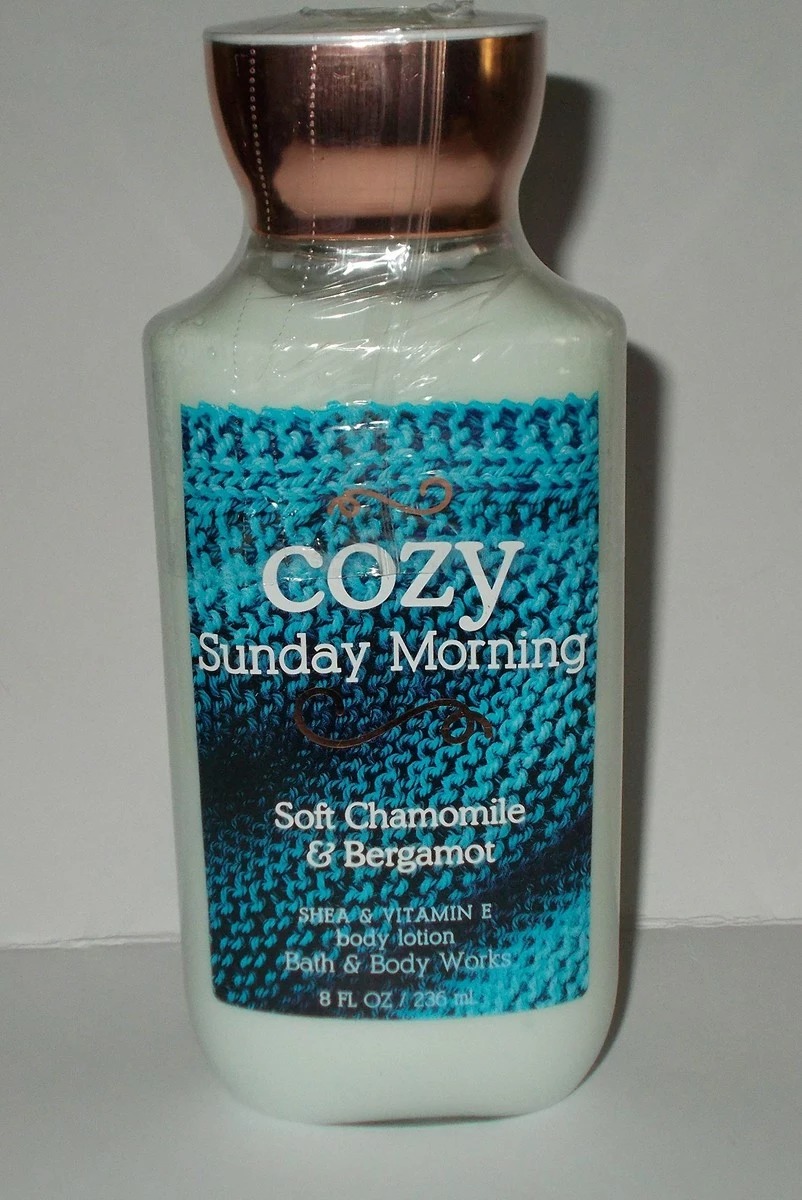 cozy
Sunday Morning
Soft Chamomile
& Bergamot
SHEA & VITAMIN E
body lotion
Bath & Body Works
8 FL OZ / 236 ml